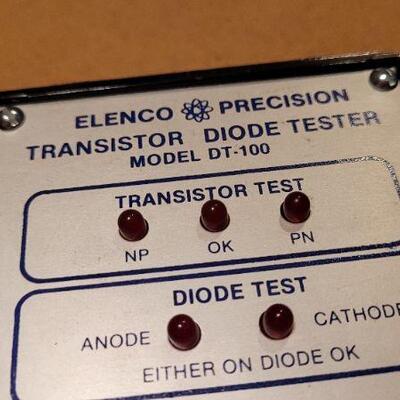 ELENCO PRECISION
TRANSISTOR DIODE TESTER
MODEL DT-100
TRANSISTOR TEST
NP OK PN
DIODE TEST
ANODE CATHODE
EITHER ON DIODE OK